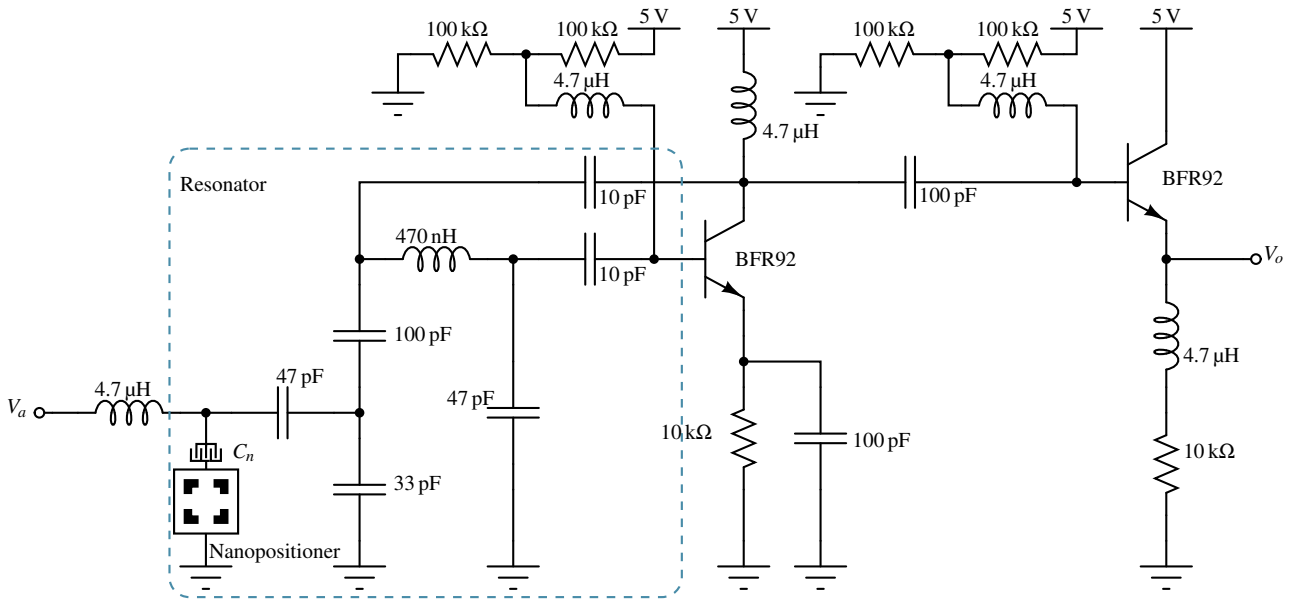 5 V
5 V
5 V
5 V
100 kΩ
100 kΩ
100 kΩ
100 kΩ
4.7 µH
4.7 µH
4.7 µH
Resonator
10 pF
100 pF
BFR92
470 nH
10 pF
BFR92
Vo
100 pF
4.7 µH
47 pF
4.7 µH
Va
47 pF
10 kΩ
100 pF
Cn
33 pF
10 kΩ
Nanopositioner